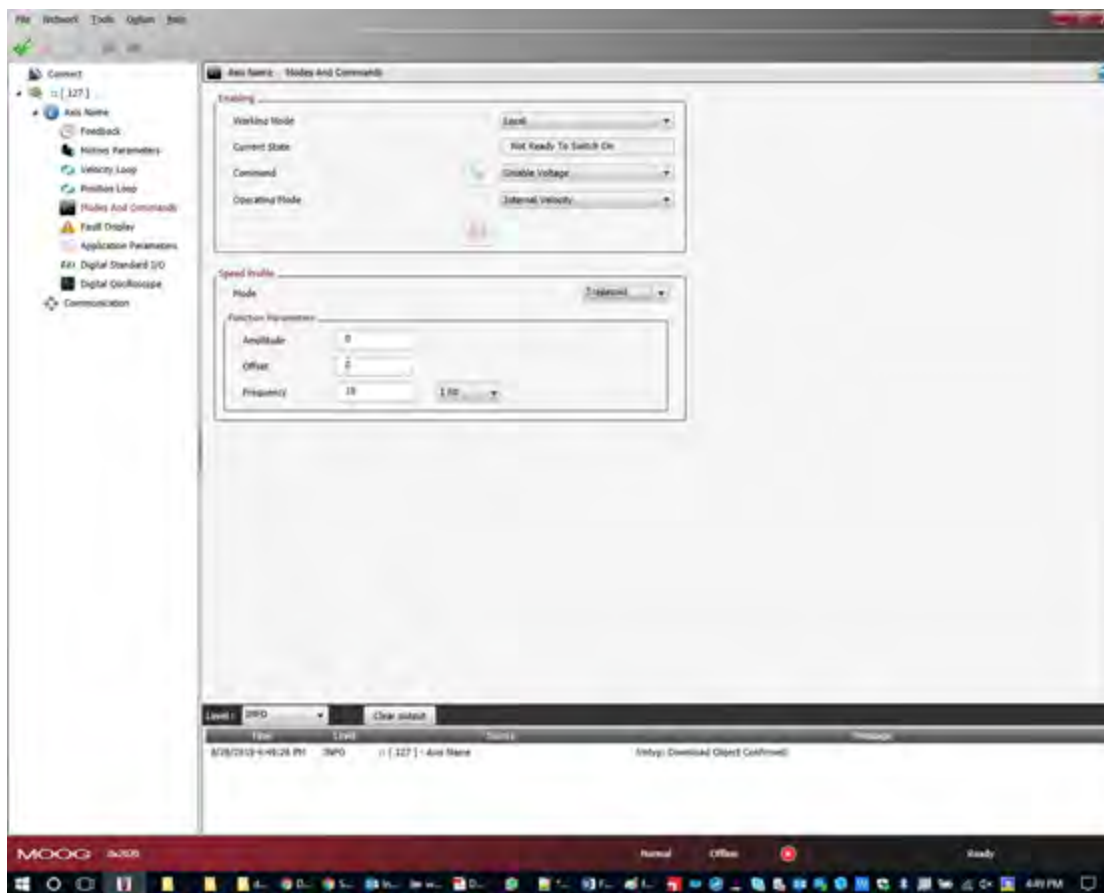 File Network Tools Option Help
Connect
:: [ 127 ]
Axis Name
Feedback
Motors Parameters
Velocity Loop
Position Loop
Modes And Commands
Fault Display
Application Parameters
Digital Standard I/O
Digital Oscilloscope
Communication
Axis Name Modes And Commands
Enabling
Working Mode Local
Current State Not Ready To Switch On
Command Disable Voltage
Operating Mode Internal Velocity
Speed Profile
Mode Trapezoid
Function Parameters
Amplitude 0
Offset
Frequency 10
Level : INFO Clear output
Time Level Source Message
INFO :: [ 127 ] - Axis Name Download Object Confirmed
MOOG
Normal Offline Ready
4:49 PM